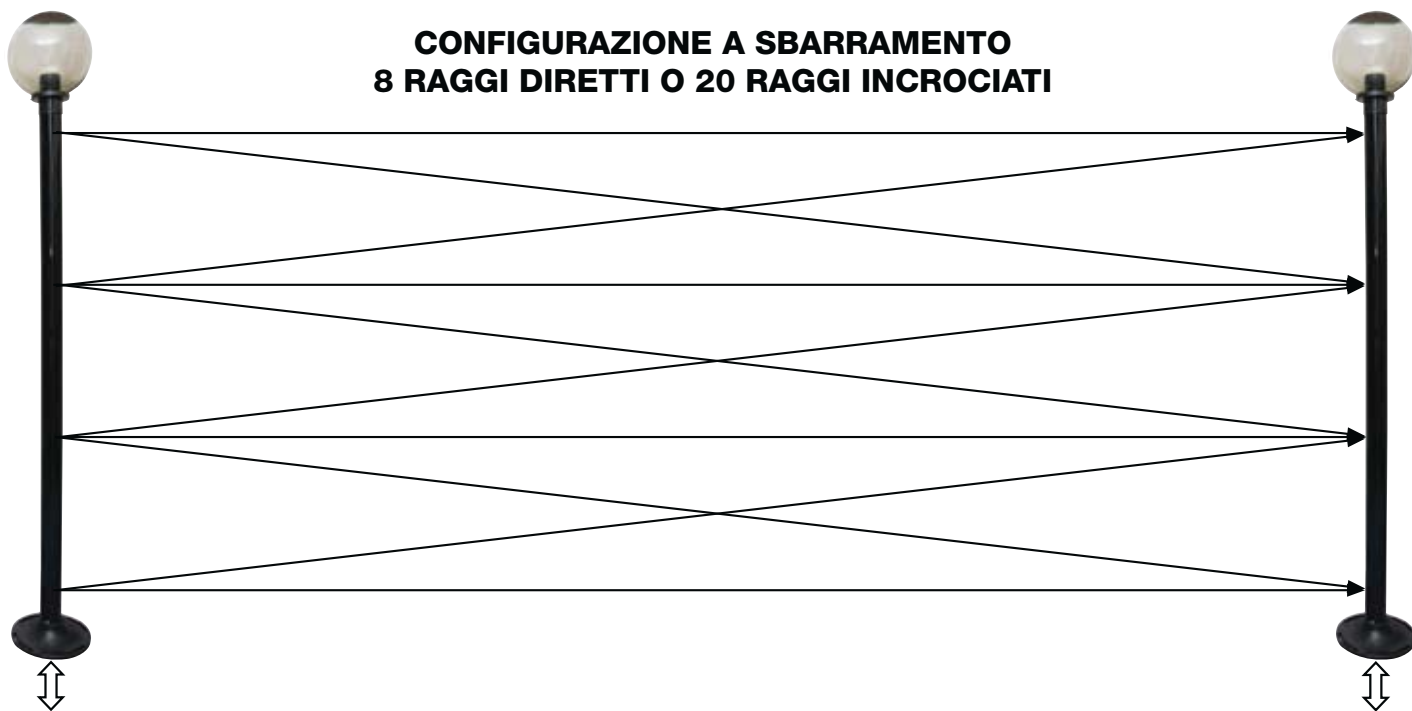 CONFIGURAZIONE A SBARRAMENTO
8 RAGGI DIRETTI O 20 RAGGI INCROCIATI